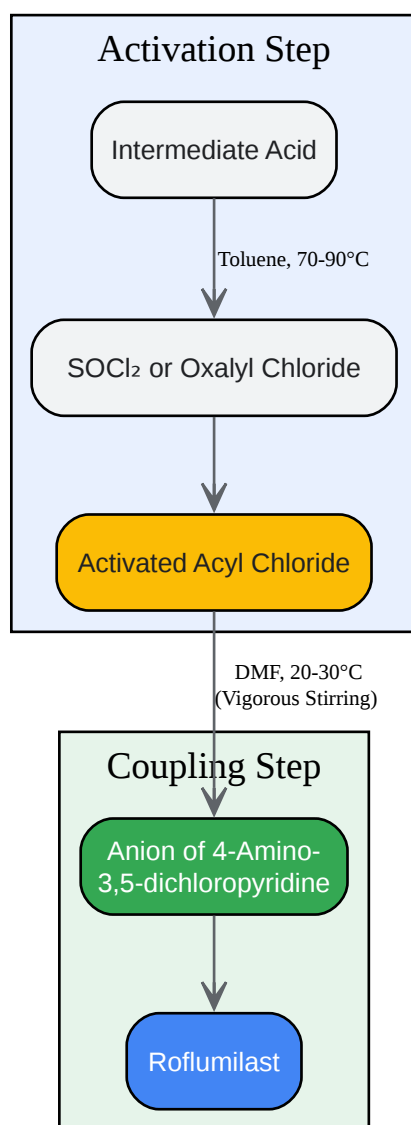 Activation Step
Intermediate Acid
Toluene, 70-90°C
SOCl₂ or Oxalyl Chloride
Activated Acyl Chloride
DMF, 20-30°C
(Vigorous Stirring)
Coupling Step
Anion of 4-Amino-
3,5-dichloropyridine
Roflumilast